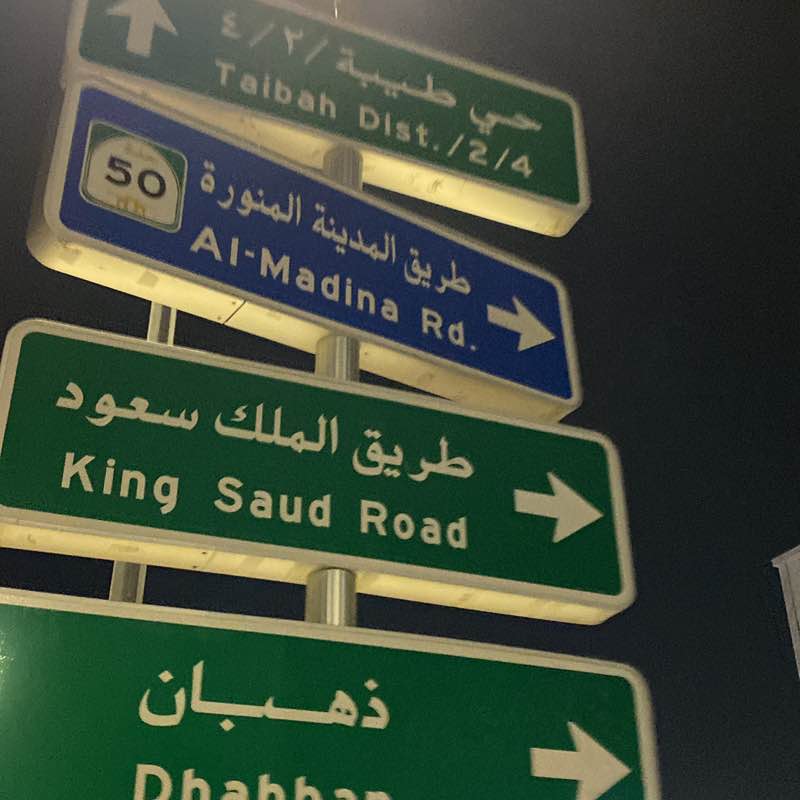 حي طيبة /٢/٤
Taibah Dist./2/4
50
طريق المدينة المنورة
Al-Madina Rd.
طريق الملك سعود
King Saud Road
ذهبان
Dhahban